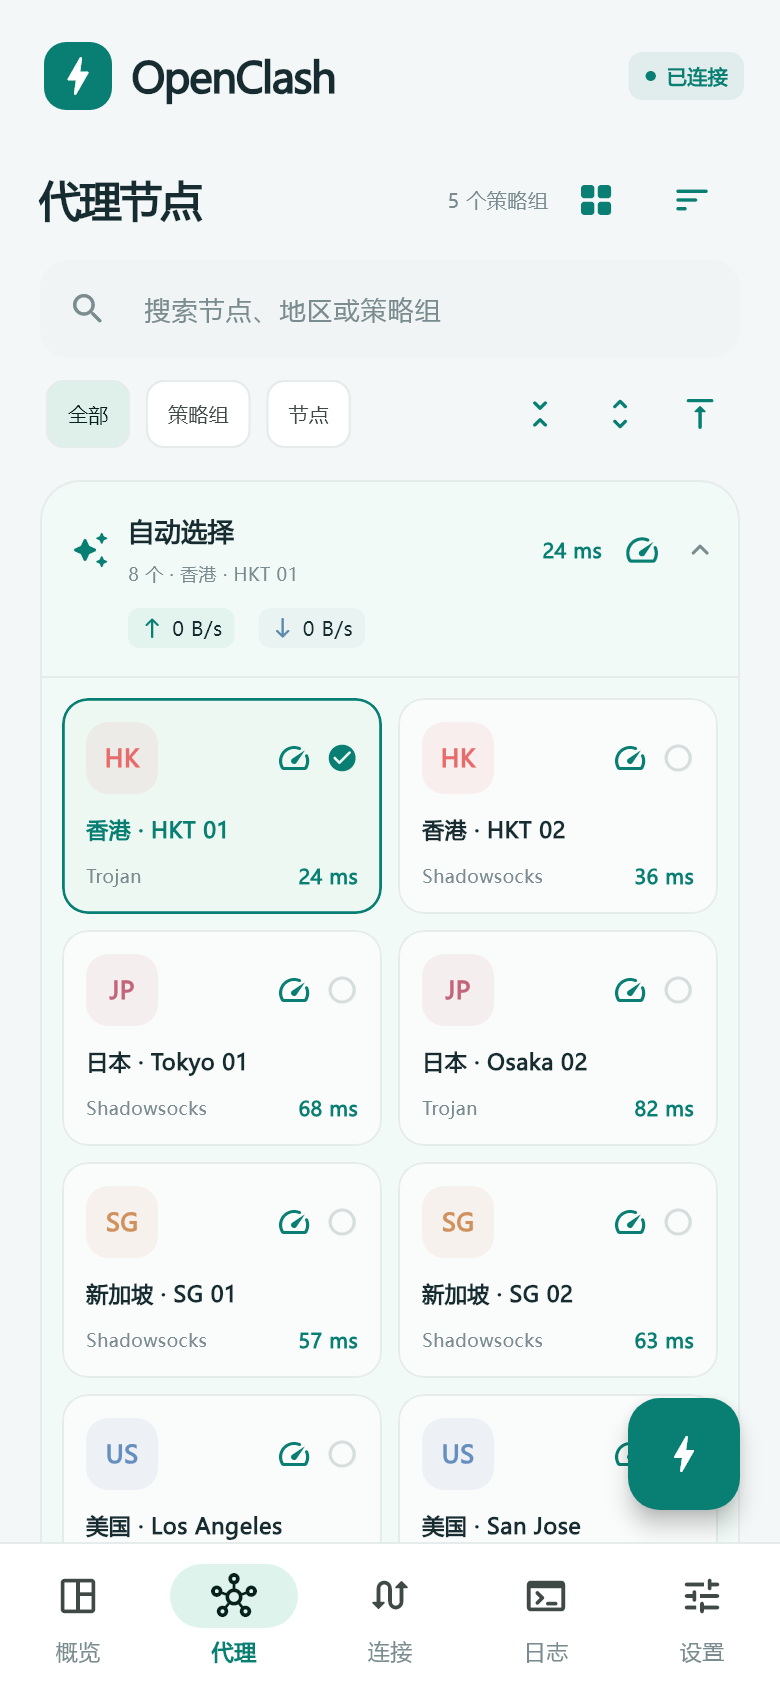 OpenClash
已连接
代理节点
5 个策略组
搜索节点、地区或策略组
全部
策略组
节点
自动选择
24 ms
8 个 · 香港 · HKT 01
0 B/s
0 B/s
HK
香港 · HKT 01
Trojan
24 ms
HK
香港 · HKT 02
Shadowsocks
36 ms
JP
日本 · Tokyo 01
Shadowsocks
68 ms
JP
日本 · Osaka 02
Trojan
82 ms
SG
新加坡 · SG 01
Shadowsocks
57 ms
SG
新加坡 · SG 02
Shadowsocks
63 ms
US
美国 · Los Angeles
US
美国 · San Jose
概览
代理
连接
日志
设置